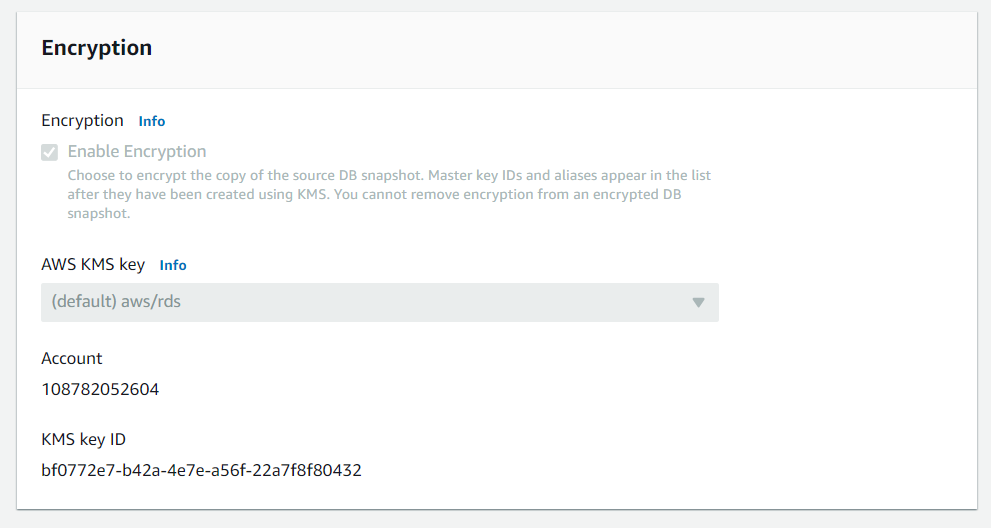 Encryption
Encryption Info
Enable Encryption
Choose to encrypt the copy of the source DB snapshot. Master key IDs and aliases appear in the list
after they have been created using KMS. You cannot remove encryption from an encrypted DB
snapshot.
AWS KMS key Info
(default) aws/rds
Account
108782052604
KMS key ID
bf0772e7-b42a-4e7e-a56f-22a7f8f80432